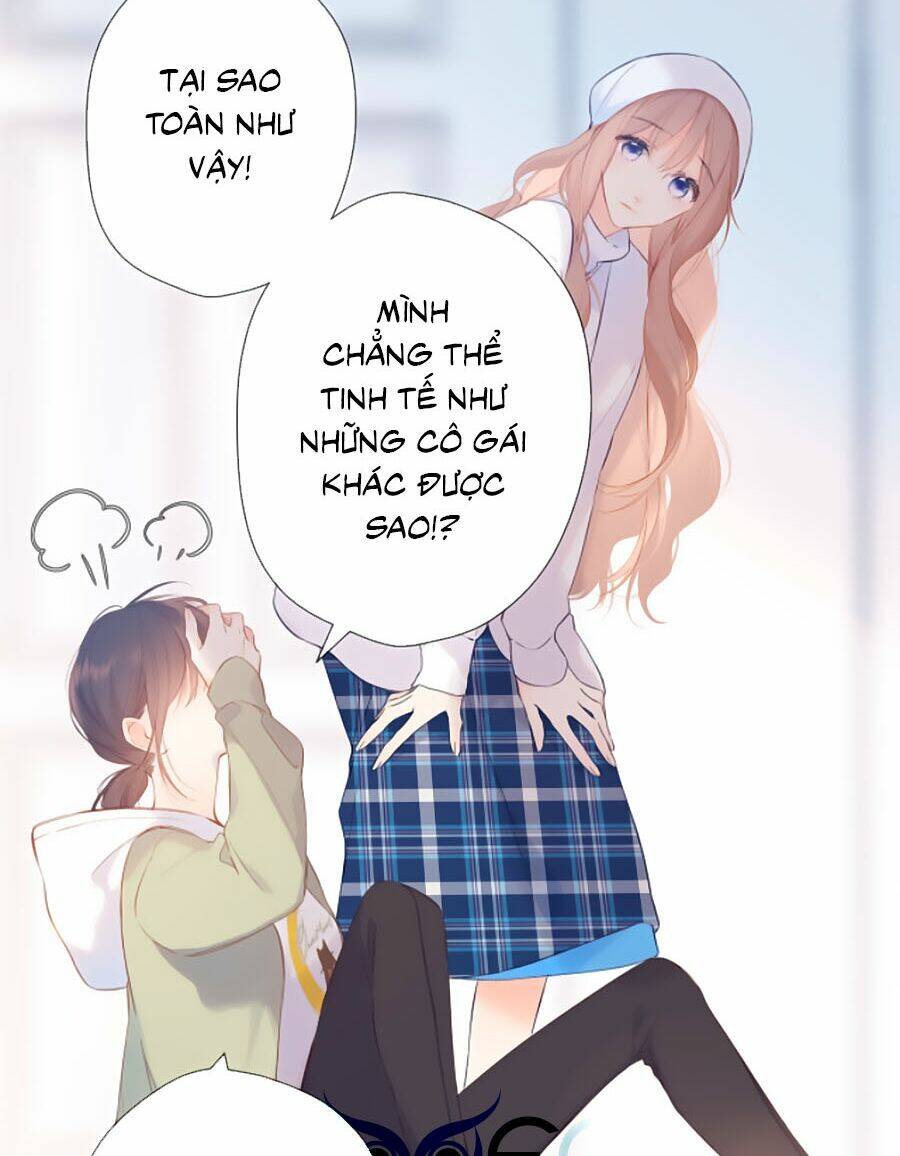 TẠI SAO
TOÀN NHƯ
VẬY!
MÌNH
CHẲNG THỂ
TINH TẾ NHƯ
NHỮNG CÔ GÁI
KHÁC ĐƯỢC
SAO!?